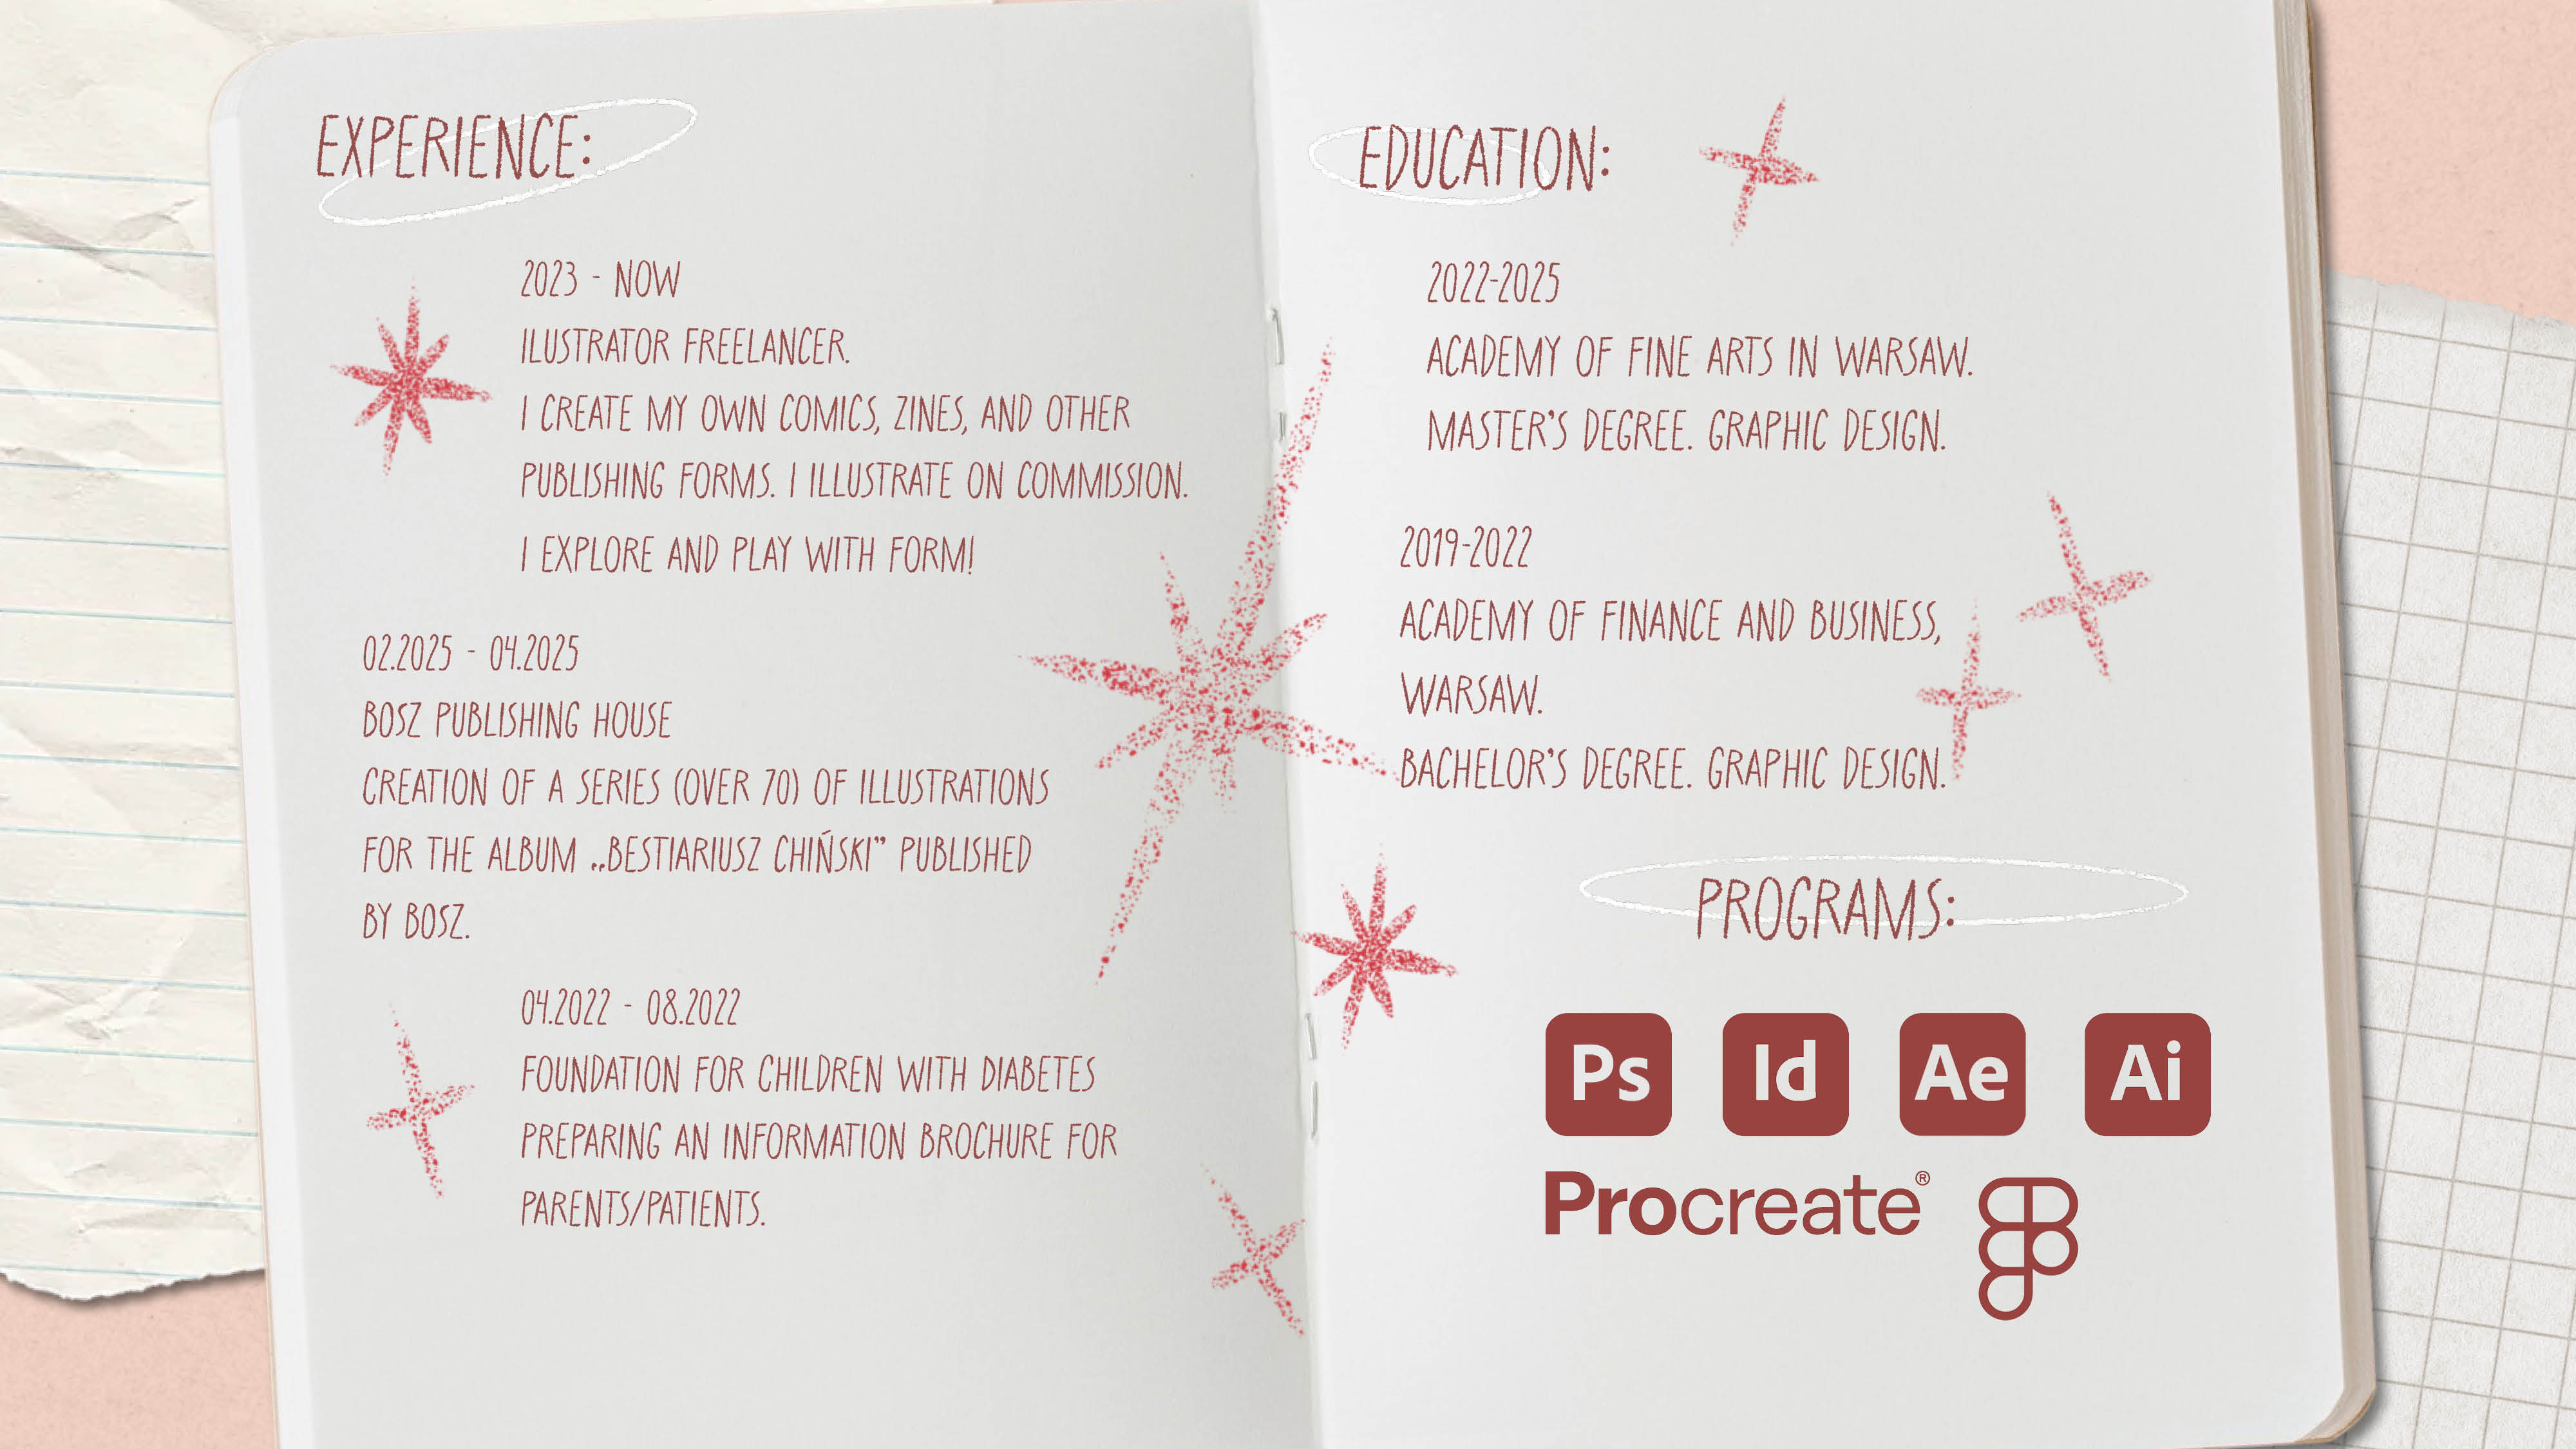 EXPERIENCE:
2023 - NOW
ILUSTRATOR FREELANCER.
I CREATE MY OWN COMICS, ZINES, AND OTHER
PUBLISHING FORMS. I ILLUSTRATE ON COMMISSION.
I EXPLORE AND PLAY WITH FORM!
02.2025 - 04.2025
BOSZ PUBLISHING HOUSE
CREATION OF A SERIES (OVER 70) OF ILLUSTRATIONS
FOR THE ALBUM „BESTIARIUSZ CHIŃSKI” PUBLISHED
BY BOSZ.
04.2022 - 08.2022
FOUNDATION FOR CHILDREN WITH DIABETES
PREPARING AN INFORMATION BROCHURE FOR
PARENTS/PATIENTS.
EDUCATION:
2022-2025
ACADEMY OF FINE ARTS IN WARSAW.
MASTER'S DEGREE. GRAPHIC DESIGN.
2019-2022
ACADEMY OF FINANCE AND BUSINESS,
WARSAW.
BACHELOR'S DEGREE. GRAPHIC DESIGN.
PROGRAMS:
Ps Id Ae Ai
Procreate®